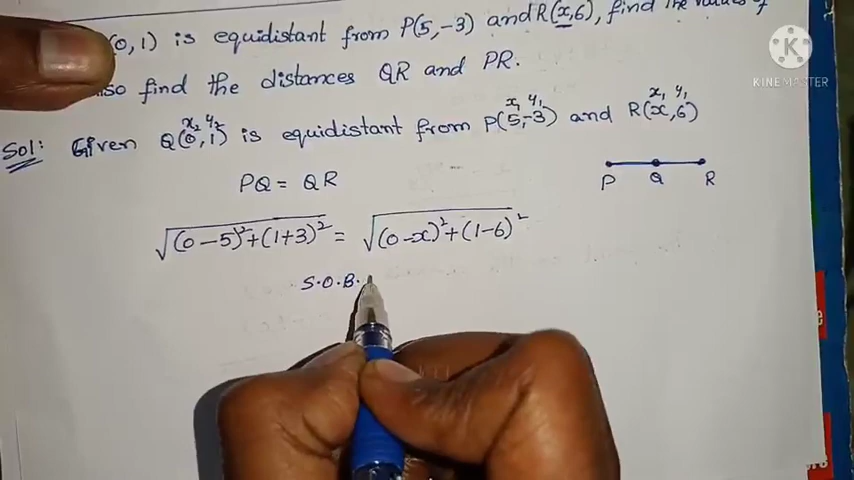 (0, 1) is equidistant from P(5, -3) and R(x, 6), find the values of
also find the distances QR and PR.
K
KINEMASTER
x₂ y₂ x₁ y₁ x₁ y₁
Sol: Given Q(0, 1) is equidistant from P(5, -3) and R(x, 6)
PQ = QR
P Q R
√(0-5)²+(1+3)² = √(0-x)²+(1-6)²
S.O.B.